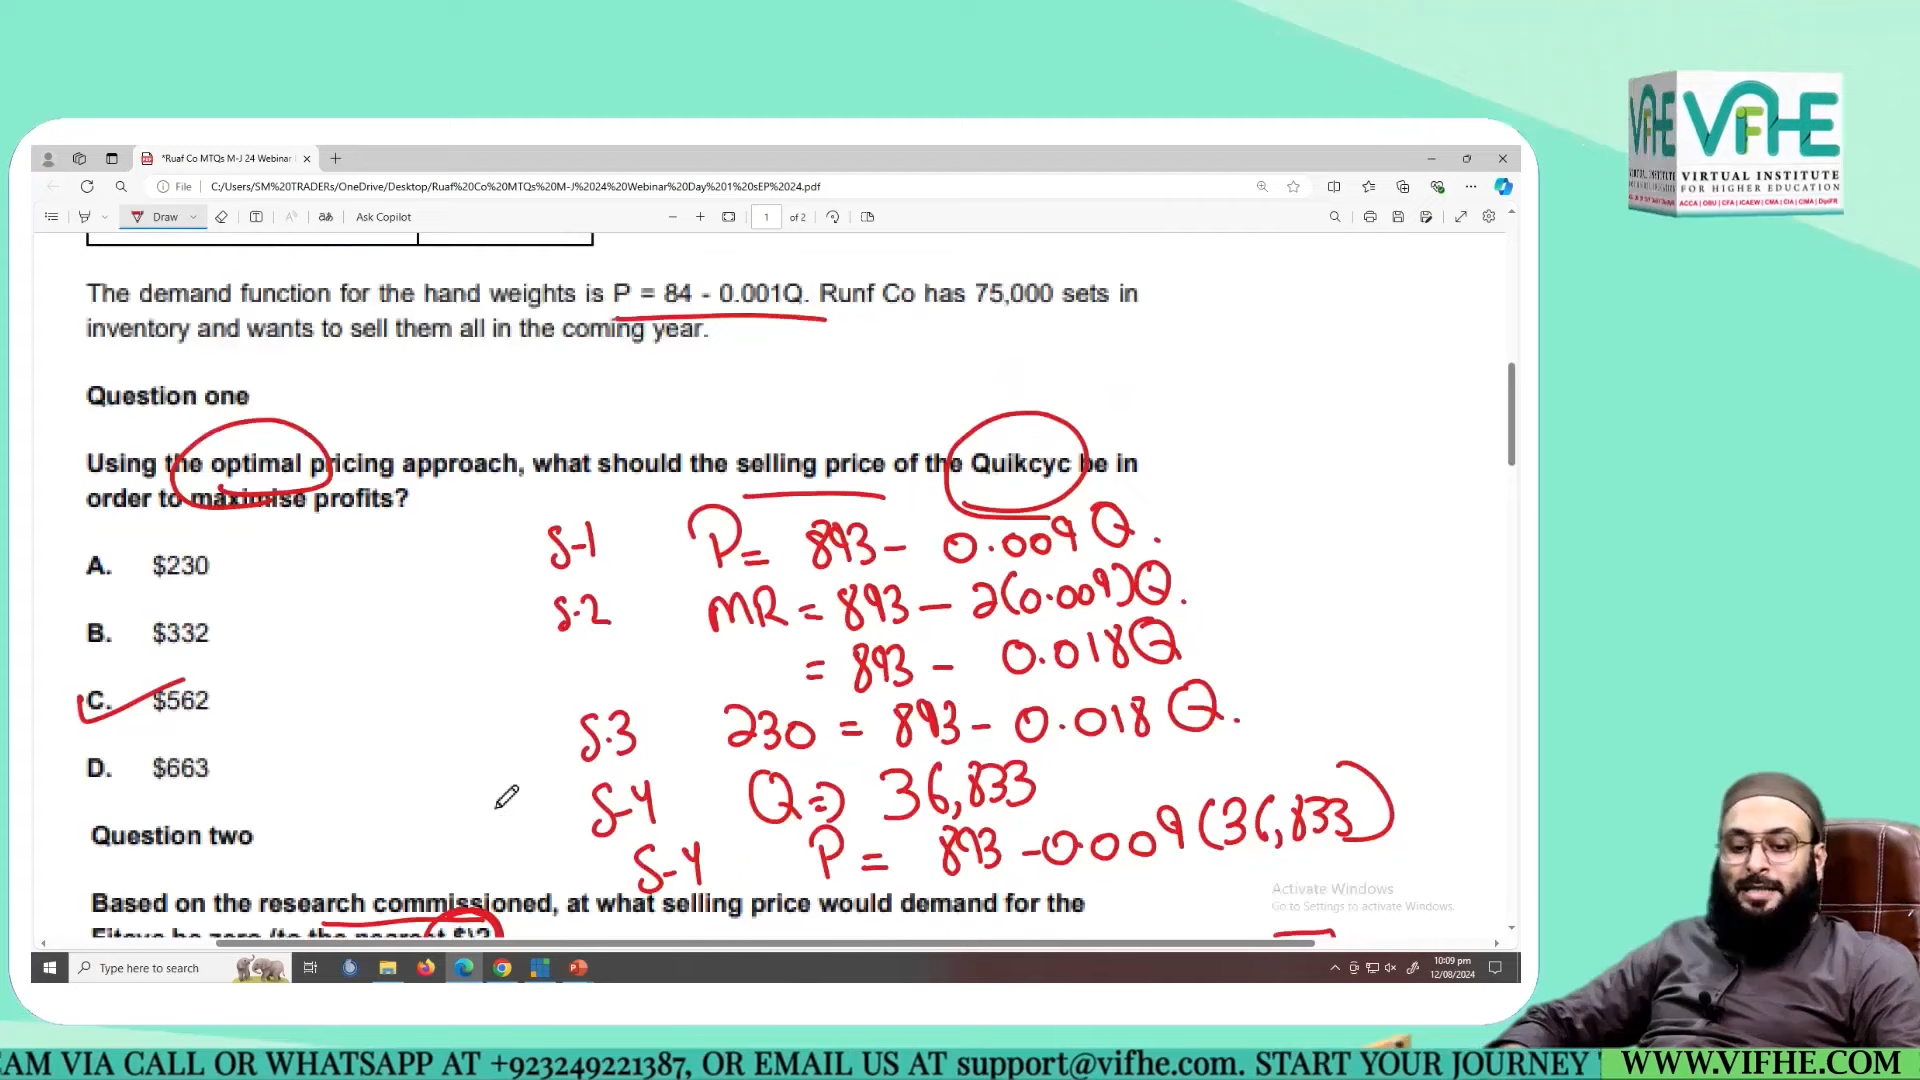 VIFHE
VIRTUAL INSTITUTE
FOR HIGHER EDUCATION
ACCA | OBU | CFA | ICAEW | CMA | CIA | CIMA | DipIFR
*Ruaf Co MTQs M-J 24 Webinar
File C:/Users/SM%20TRADERs/OneDrive/Desktop/Ruaf%20Co%20MTQs%20M-J%2024%20Webinar%20Day%201%20sEP%2024.pdf
Draw Ask Copilot 1 of 2
The demand function for the hand weights is P = 84 - 0.001Q. Runf Co has 75,000 sets in
inventory and wants to sell them all in the coming year.
Question one
Using the optimal pricing approach, what should the selling price of the Quikcyc be in
order to maximise profits?
S-1 P = 893 - 0.009Q.
A. $230
S-2 MR = 893 - 2(0.009)Q.
B. $332
= 893 - 0.018Q
C. $562
S-3 230 = 893 - 0.018Q.
D. $663
S-4 Q => 36,833
S-4 P = 893 - 0.009(36,833)
Question two
Based on the research commissioned, at what selling price would demand for the
Fitcyc be zero (to the nearest $)?
Activate Windows
Go to Settings to activate Windows.
Type here to search
10:09 pm
12/08/2024
EAM VIA CALL OR WHATSAPP AT +923249221387, OR EMAIL US AT support@vifhe.com. START YOUR JOURNEY
WWW.VIFHE.COM